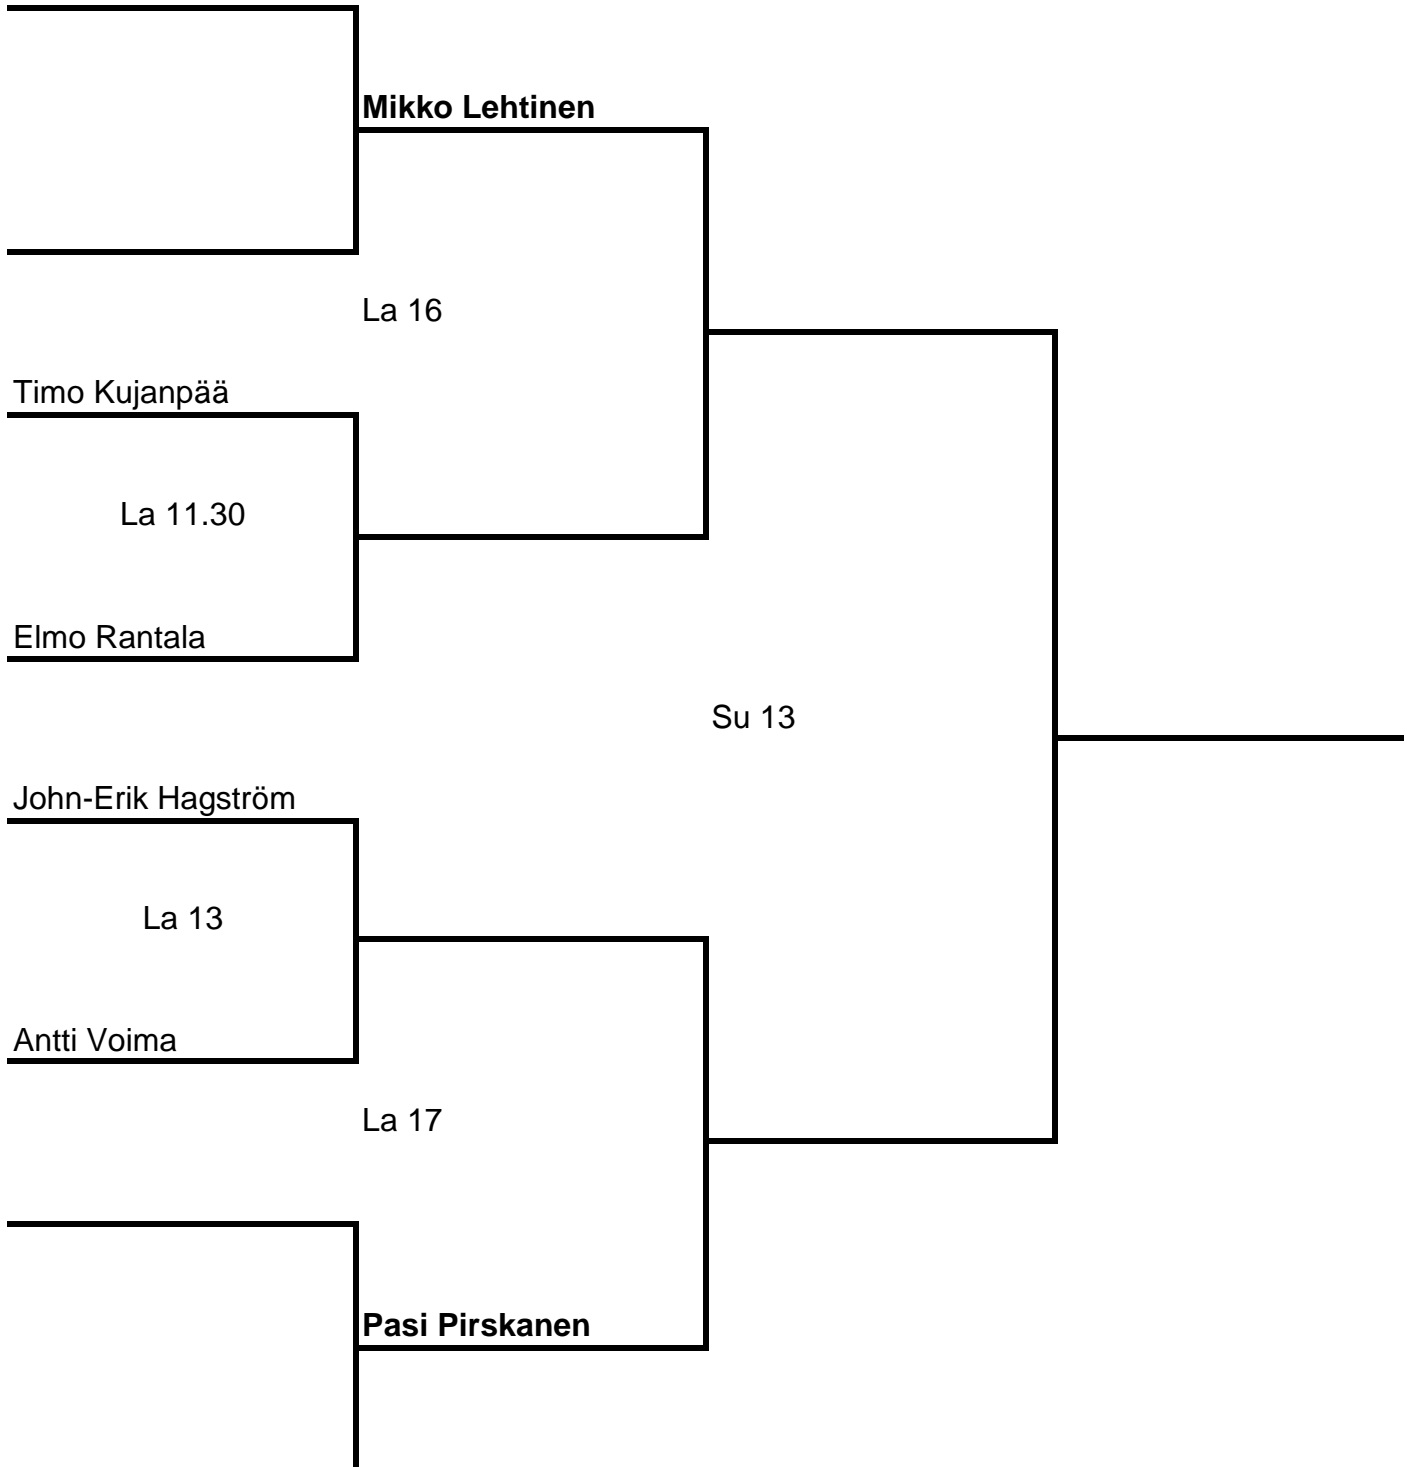 Mikko Lehtinen
La 16
Timo Kujanpää
La 11.30
Elmo Rantala
Su 13
John-Erik Hagström
La 13
Antti Voima
La 17
Pasi Pirskanen